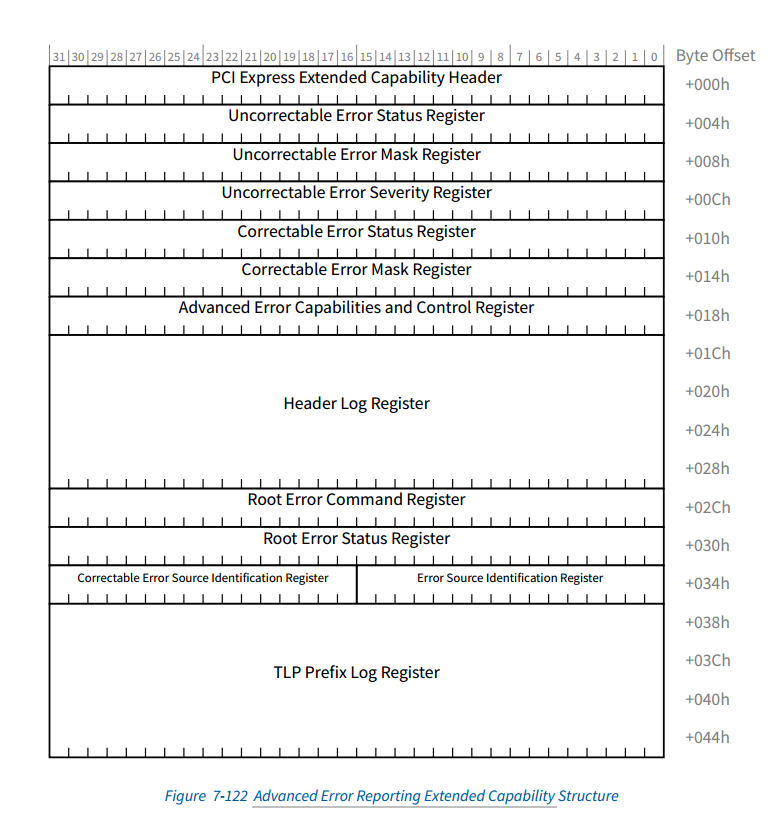 31 30 29 28 27 26 25 24 23 22 21 20 19 18 17 16 15 14 13 12 11 10 9 8 7 6 5 4 3 2 1 0 Byte Offset
PCI Express Extended Capability Header +000h
Uncorrectable Error Status Register +004h
Uncorrectable Error Mask Register +008h
Uncorrectable Error Severity Register +00Ch
Correctable Error Status Register +010h
Correctable Error Mask Register +014h
Advanced Error Capabilities and Control Register +018h
+01Ch
+020h
Header Log Register
+024h
+028h
Root Error Command Register +02Ch
Root Error Status Register +030h
Correctable Error Source Identification Register Error Source Identification Register +034h
+038h
+03Ch
TLP Prefix Log Register
+040h
+044h
Figure 7-122 Advanced Error Reporting Extended Capability Structure